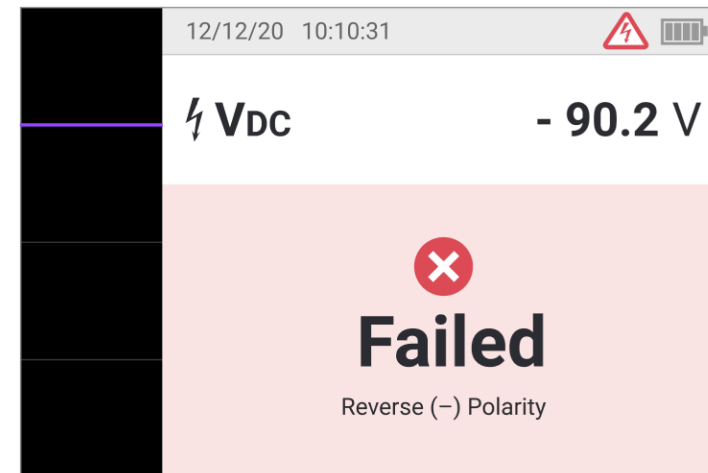 12/12/20 10:10:31
VDC - 90.2 V
Failed
Reverse (–) Polarity